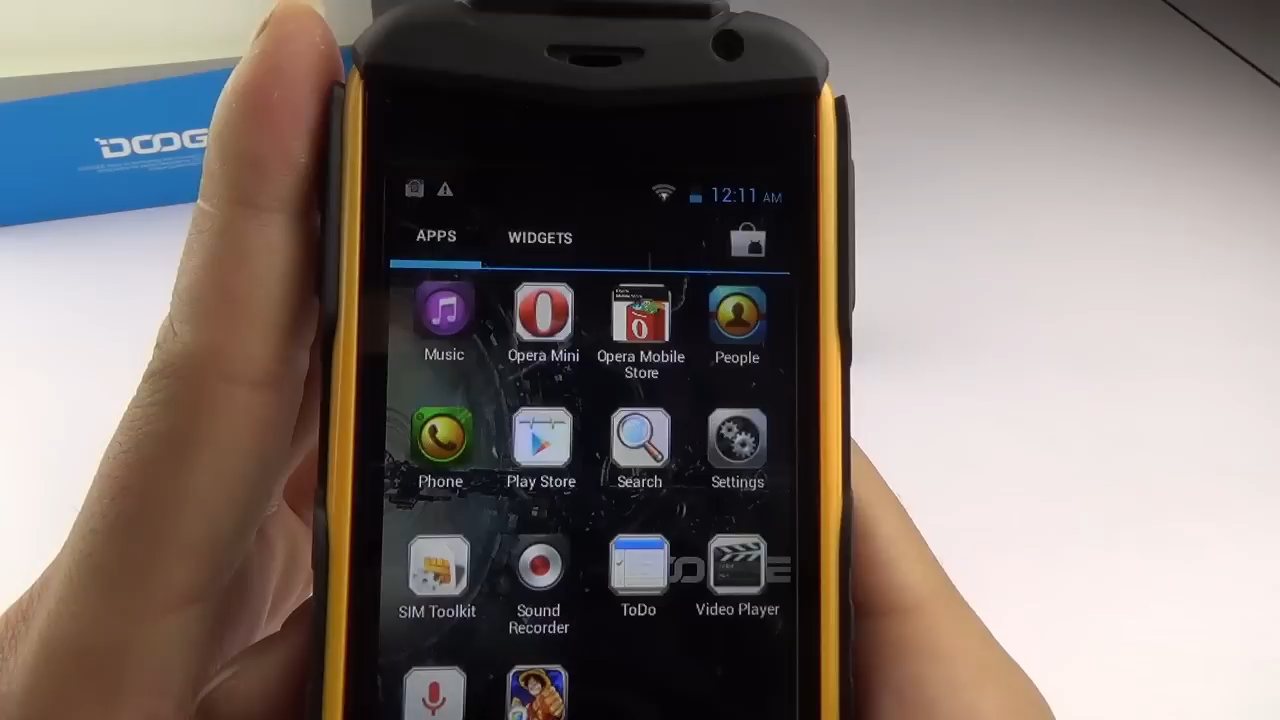 DOOG
12:11 AM
APPS
WIDGETS
Music
Opera Mini
Opera Mobile Store
People
Phone
Play Store
Search
Settings
SIM Toolkit
Sound Recorder
ToDo
Video Player